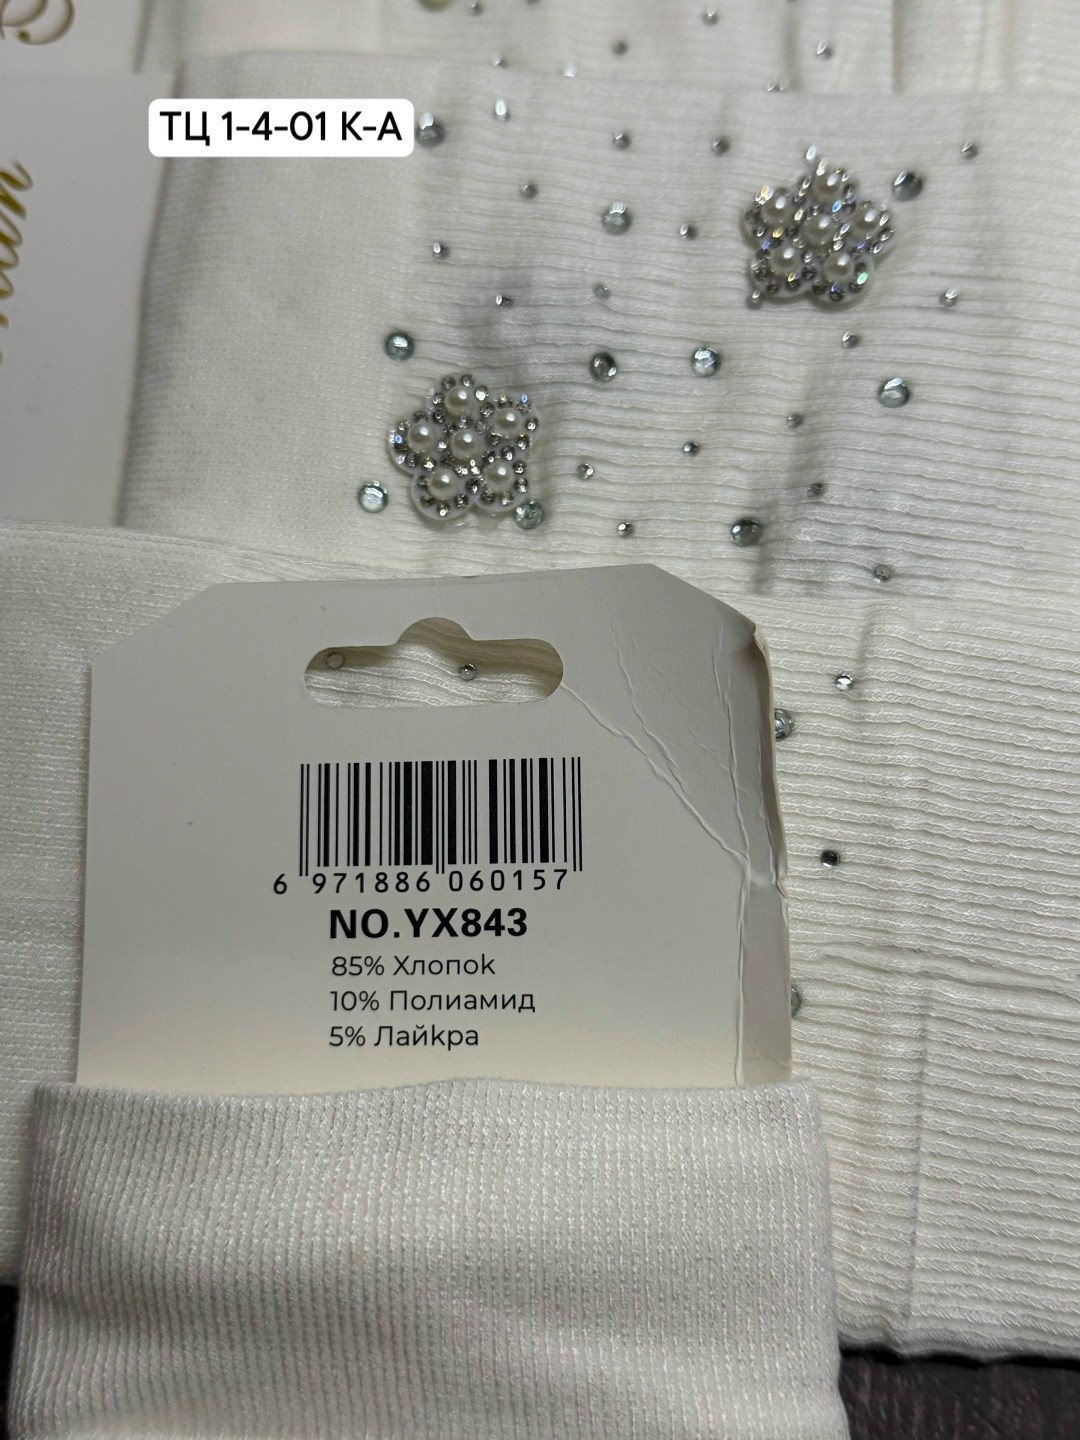 ТЦ 1-4-01 К-А
6 971886 060157
NO.YX843
85% Хлопок
10% Полиамид
5% Лайкра